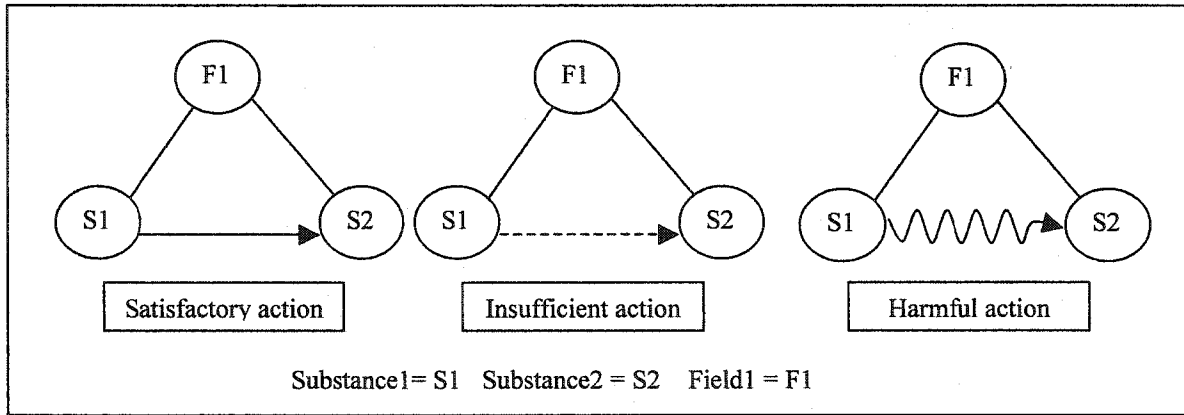 F1 F1 F1
S1 S2 S1 S2 S1 S2
Satisfactory action Insufficient action Harmful action
Substance1= S1 Substance2 = S2 Field1 = F1